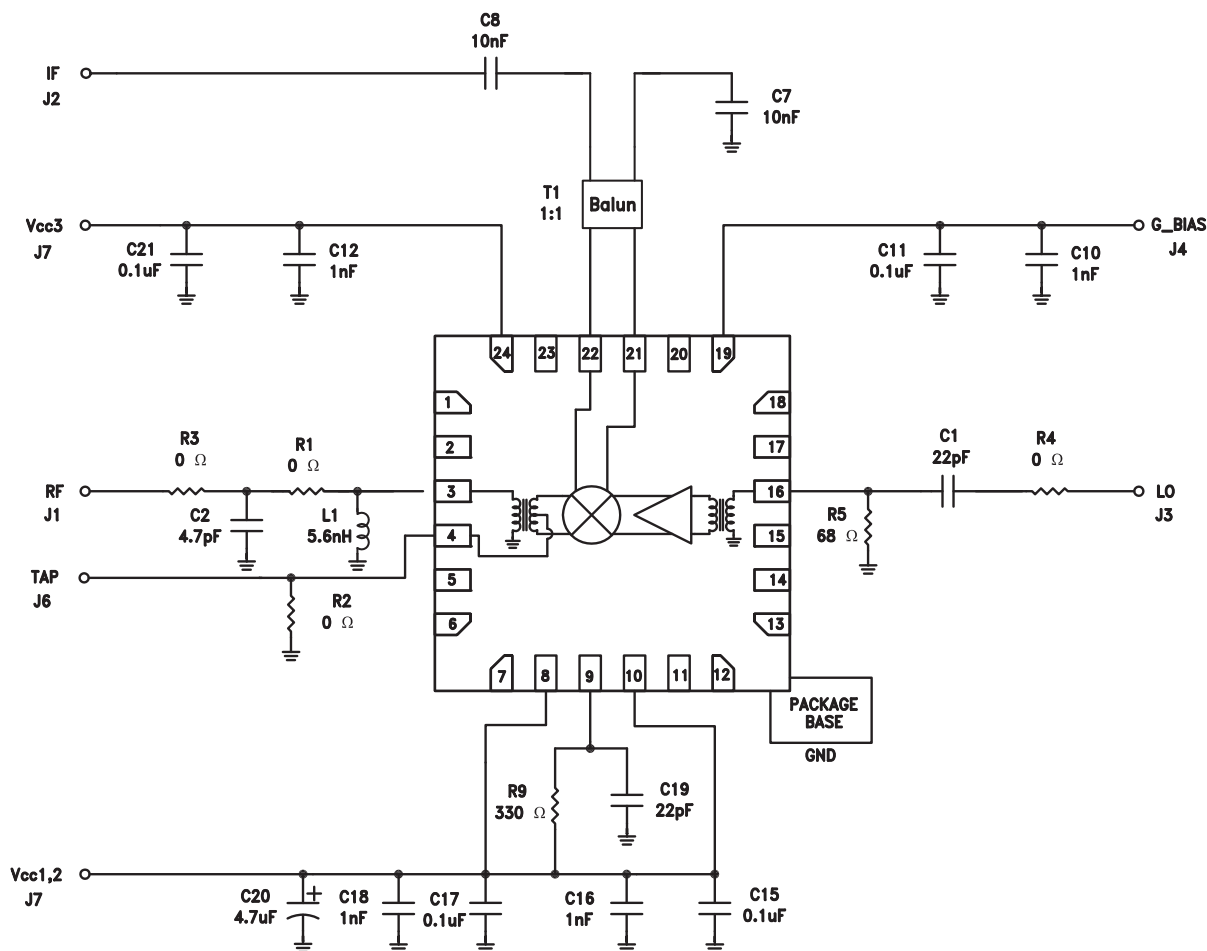 C8
10nF
IF
J2
C7
10nF
T1
1:1
Balun
Vcc3
J7
C21
0.1uF
C12
1nF
C11
0.1uF
C10
1nF
G_BIAS
J4
24
23
22
21
20
19
1
2
3
4
5
6
18
17
16
15
14
13
7
8
9
10
11
12
R3
0 Ω
R1
0 Ω
RF
J1
C2
4.7pF
L1
5.6nH
TAP
J6
R2
0 Ω
C1
22pF
R4
0 Ω
LO
J3
R5
68 Ω
PACKAGE
BASE
GND
R9
330 Ω
C19
22pF
Vcc1,2
J7
C20
4.7uF
+
C18
1nF
C17
0.1uF
C16
1nF
C15
0.1uF